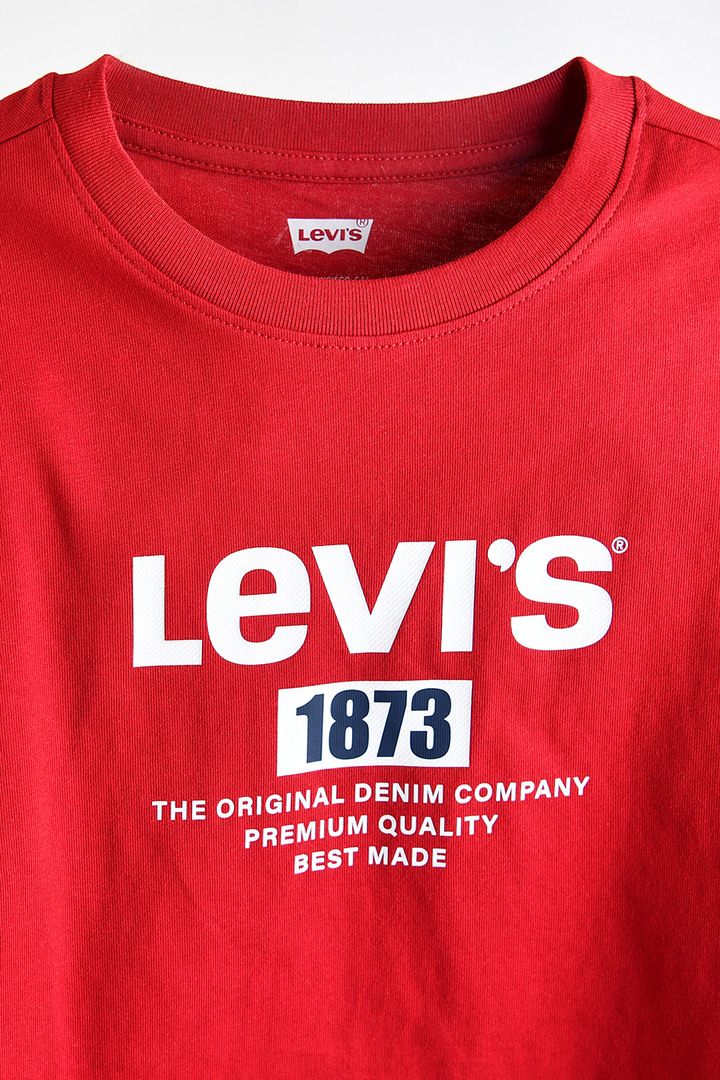 LEVI'S®
LEVI'S®
1873
THE ORIGINAL DENIM COMPANY
PREMIUM QUALITY
BEST MADE